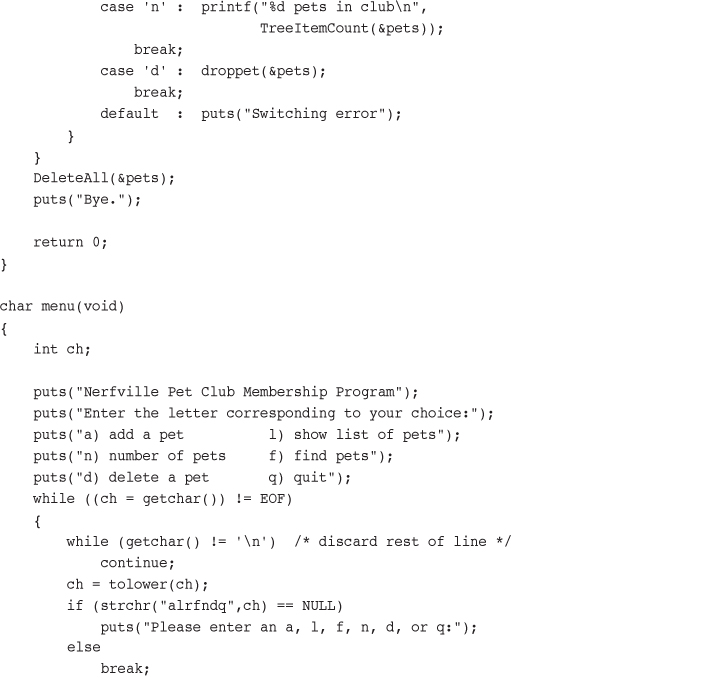 case 'n' :  printf("%d pets in club\n",
                               TreeItemCount(&pets));
                break;
            case 'd' :  droppet(&pets);
                break;
            default  :  puts("Switching error");
        }
    }
    DeleteAll(&pets);
    puts("Bye.");

    return 0;
}

char menu(void)
{
    int ch;

    puts("Nerfville Pet Club Membership Program");
    puts("Enter the letter corresponding to your choice:");
    puts("a) add a pet          l) show list of pets");
    puts("n) number of pets     f) find pets");
    puts("d) delete a pet       q) quit");
    while ((ch = getchar()) != EOF)
    {
        while (getchar() != '\n')  /* discard rest of line */
            continue;
        ch = tolower(ch);
        if (strchr("alrfndq",ch) == NULL)
            puts("Please enter an a, l, f, n, d, or q:");
        else
            break;